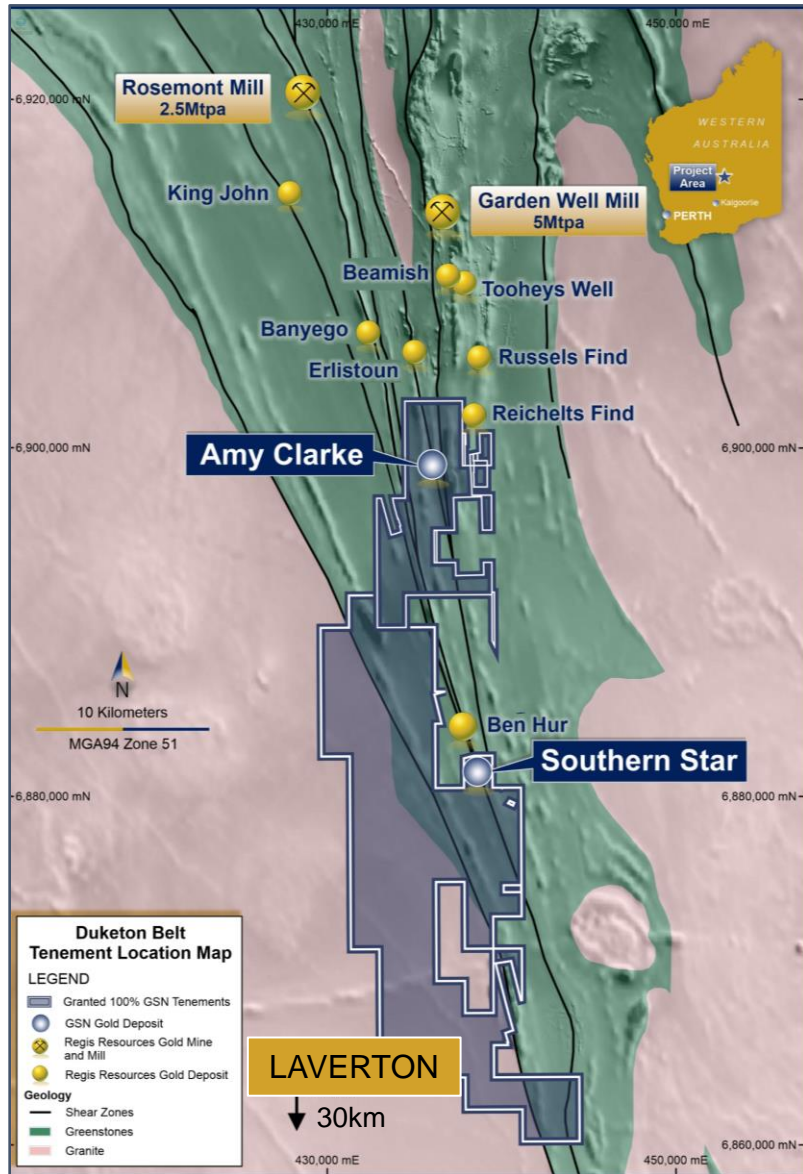 430,000 mE
450,000 mE
6,920,000 mN
Rosemont Mill
2.5Mtpa
WESTERN
AUSTRALIA
Project
Area
Kalgoorlie
PERTH
King John
Garden Well Mill
5Mtpa
Beamish
Tooheys Well
Banyego
Erlistoun
Russels Find
Reichelts Find
6,900,000 mN
6,900,000 mN
Amy Clarke
N
10 Kilometers
MGA94 Zone 51
Ben Hur
Southern Star
6,880,000 mN
6,880,000 mN
Duketon Belt
Tenement Location Map
LEGEND
Granted 100% GSN Tenements
GSN Gold Deposit
Regis Resources Gold Mine
and Mill
Regis Resources Gold Deposit
Geology
Shear Zones
Greenstones
Granite
LAVERTON
30km
6,860,000 mN
430,000 mE
450,000 mE